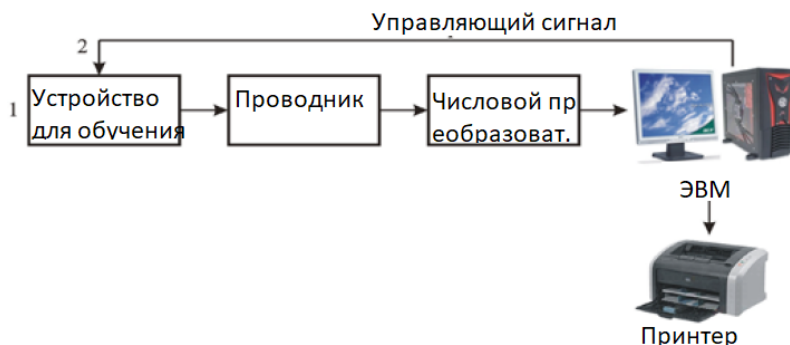 Управляющий сигнал
2
1
Устройство
для обучения
Проводник
Числовой пр
еобразоват.
ЭВМ
Принтер